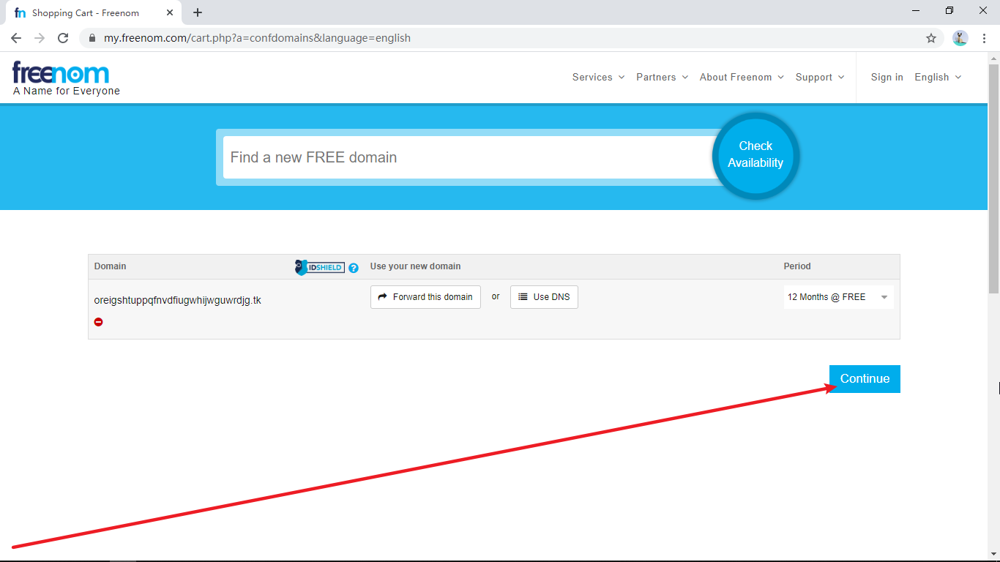 fn Shopping Cart - Freenom
my.freenom.com/cart.php?a=confdomains&language=english
freenom
A Name for Everyone
Services Partners About Freenom Support Sign in English
Find a new FREE domain
Check
Availability
Domain IDSHIELD ? Use your new domain Period
oreigshtuppqfnvdfiugwhijwguwrdjg.tk Forward this domain or Use DNS 12 Months @ FREE
Continue